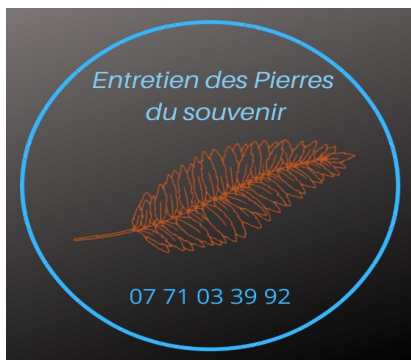 Entretien des Pierres
du souvenir
07 71 03 39 92